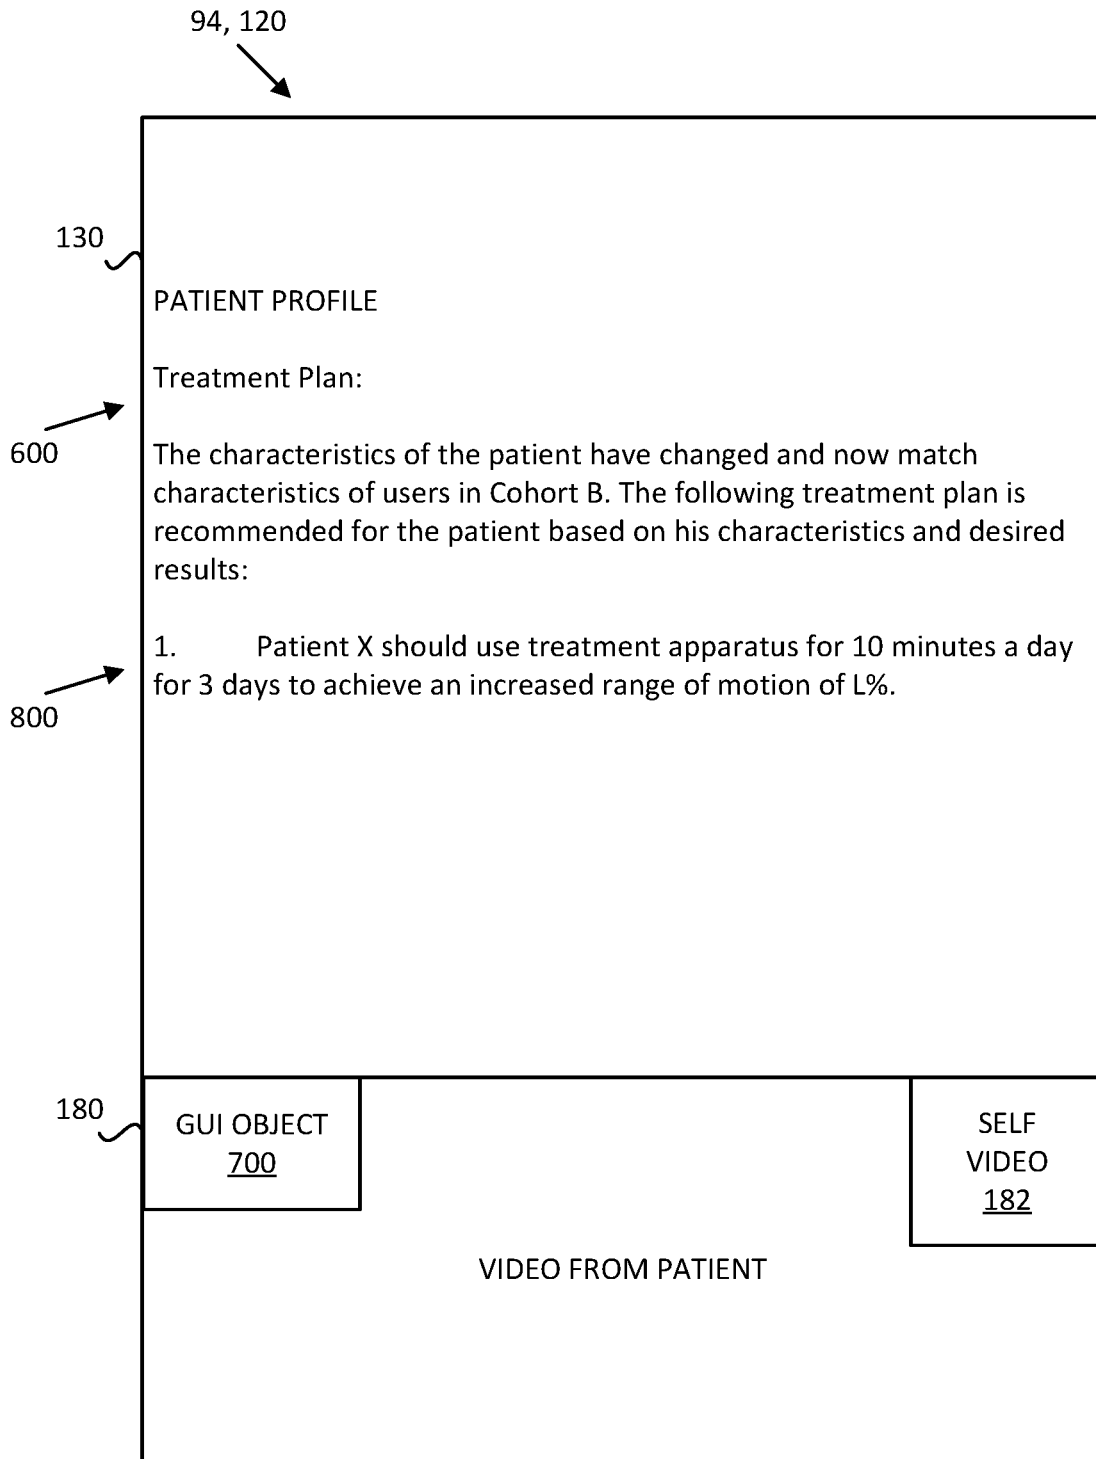 94, 120
130
PATIENT PROFILE
Treatment Plan:
600
The characteristics of the patient have changed and now match
characteristics of users in Cohort B. The following treatment plan is
recommended for the patient based on his characteristics and desired
results:
1. Patient X should use treatment apparatus for 10 minutes a day
for 3 days to achieve an increased range of motion of L%.
800
180
GUI OBJECT
700
SELF
VIDEO
182
VIDEO FROM PATIENT